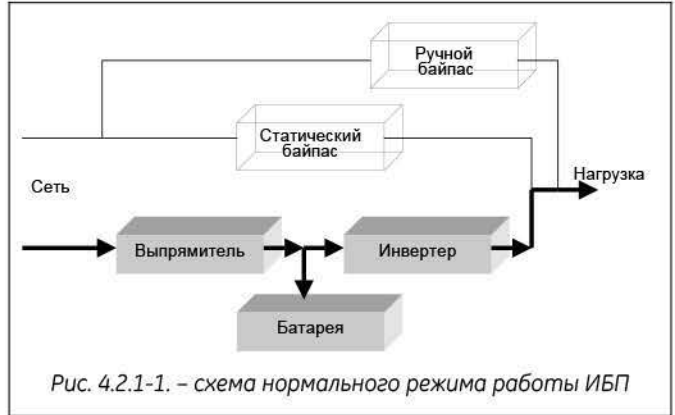 Ручной
байпас
Статический
байпас
Сеть
Нагрузка
Выпрямитель
Инвертер
Батарея
Рис. 4.2.1-1. – схема нормального режима работы ИБП